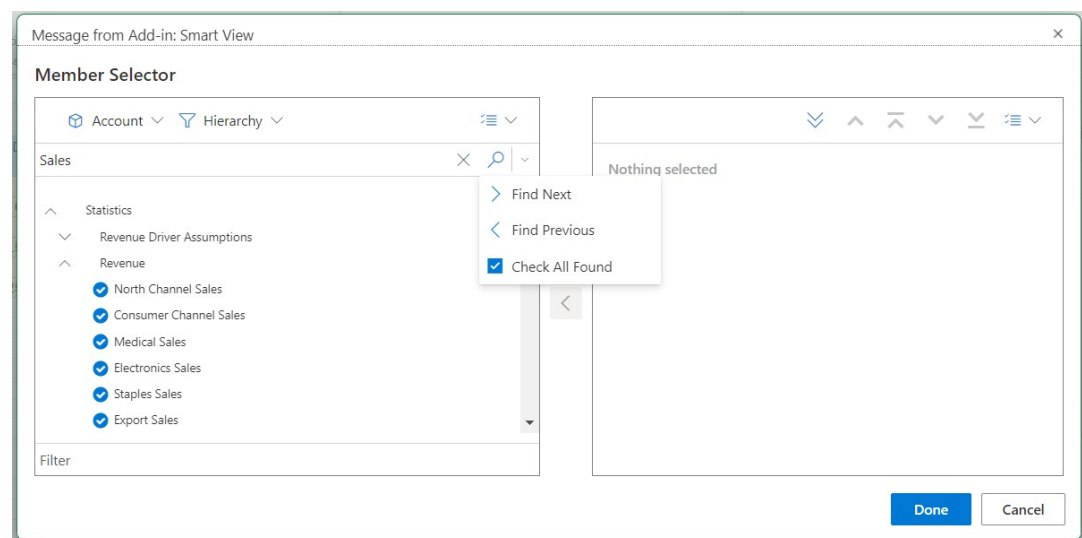 Message from Add-in: Smart View
Member Selector
Account Hierarchy
Sales
Nothing selected
Find Next
Find Previous
Check All Found
Statistics
Revenue Driver Assumptions
Revenue
North Channel Sales
Consumer Channel Sales
Medical Sales
Electronics Sales
Staples Sales
Export Sales
Filter
Done Cancel